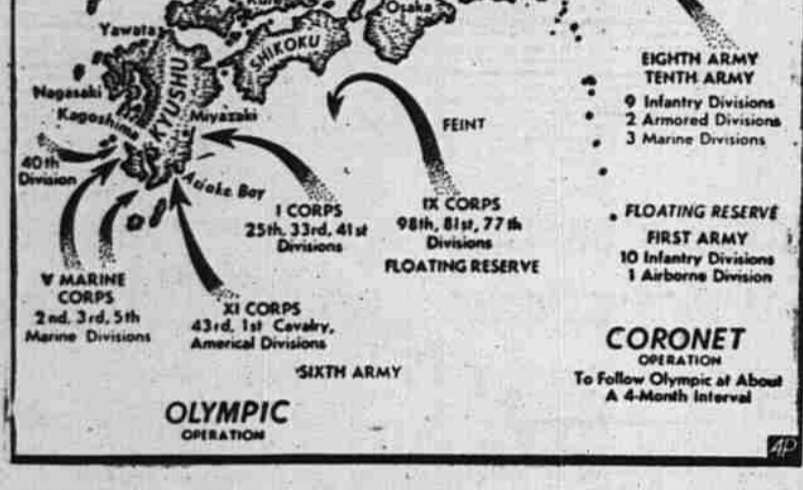 Osaka
Yawata
SHIKOKU
KYUSHU
Nagasaki
Kagoshima
Miyazaki
Ariake Bay
40th
Division
FEINT
EIGHTH ARMY
TENTH ARMY
9 Infantry Divisions
2 Armored Divisions
3 Marine Divisions
I CORPS
25th, 33rd, 41st
Divisions
IX CORPS
98th, 81st, 77th
Divisions
FLOATING RESERVE
FLOATING RESERVE
FIRST ARMY
10 Infantry Divisions
1 Airborne Division
V MARINE
CORPS
2nd, 3rd, 5th
Marine Divisions
XI CORPS
43rd, 1st Cavalry,
Americal Divisions
SIXTH ARMY
OLYMPIC
OPERATION
CORONET
OPERATION
To Follow Olympic at About
A 4-Month Interval
AP